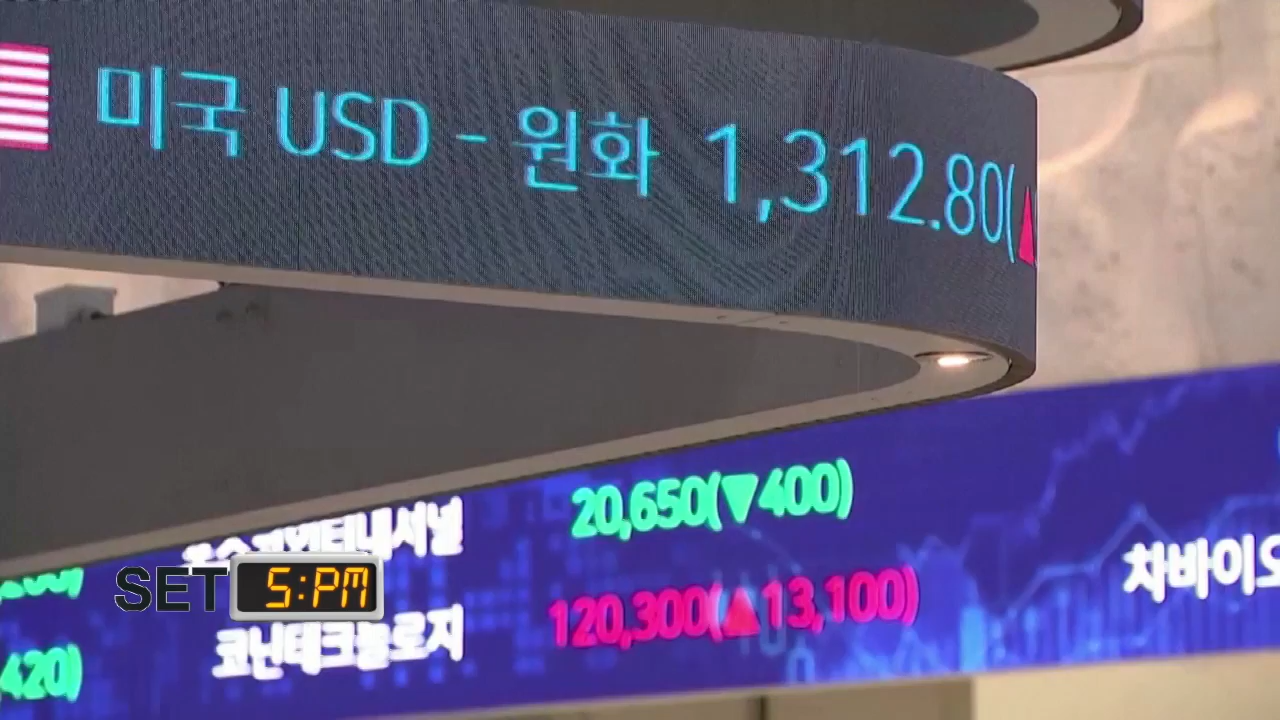 미국 USD - 원화 1,312.80(▲
20,650(▼400)
SET 5:PM
120,300(▲13,100)
차바이오
코닌테크놀로지
420)